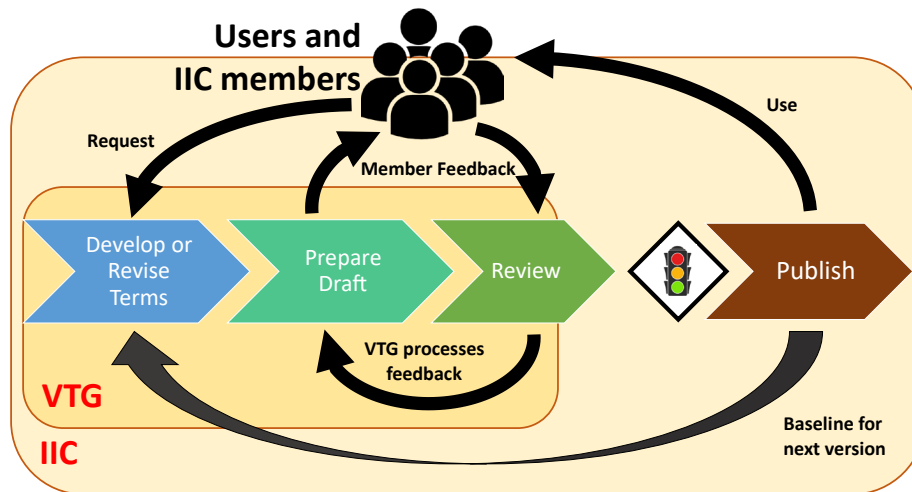 Users and
IIC members
Request
Use
Member Feedback
Develop or
Revise
Terms
Prepare
Draft
Review
Publish
VTG processes
feedback
VTG
IIC
Baseline for
next version